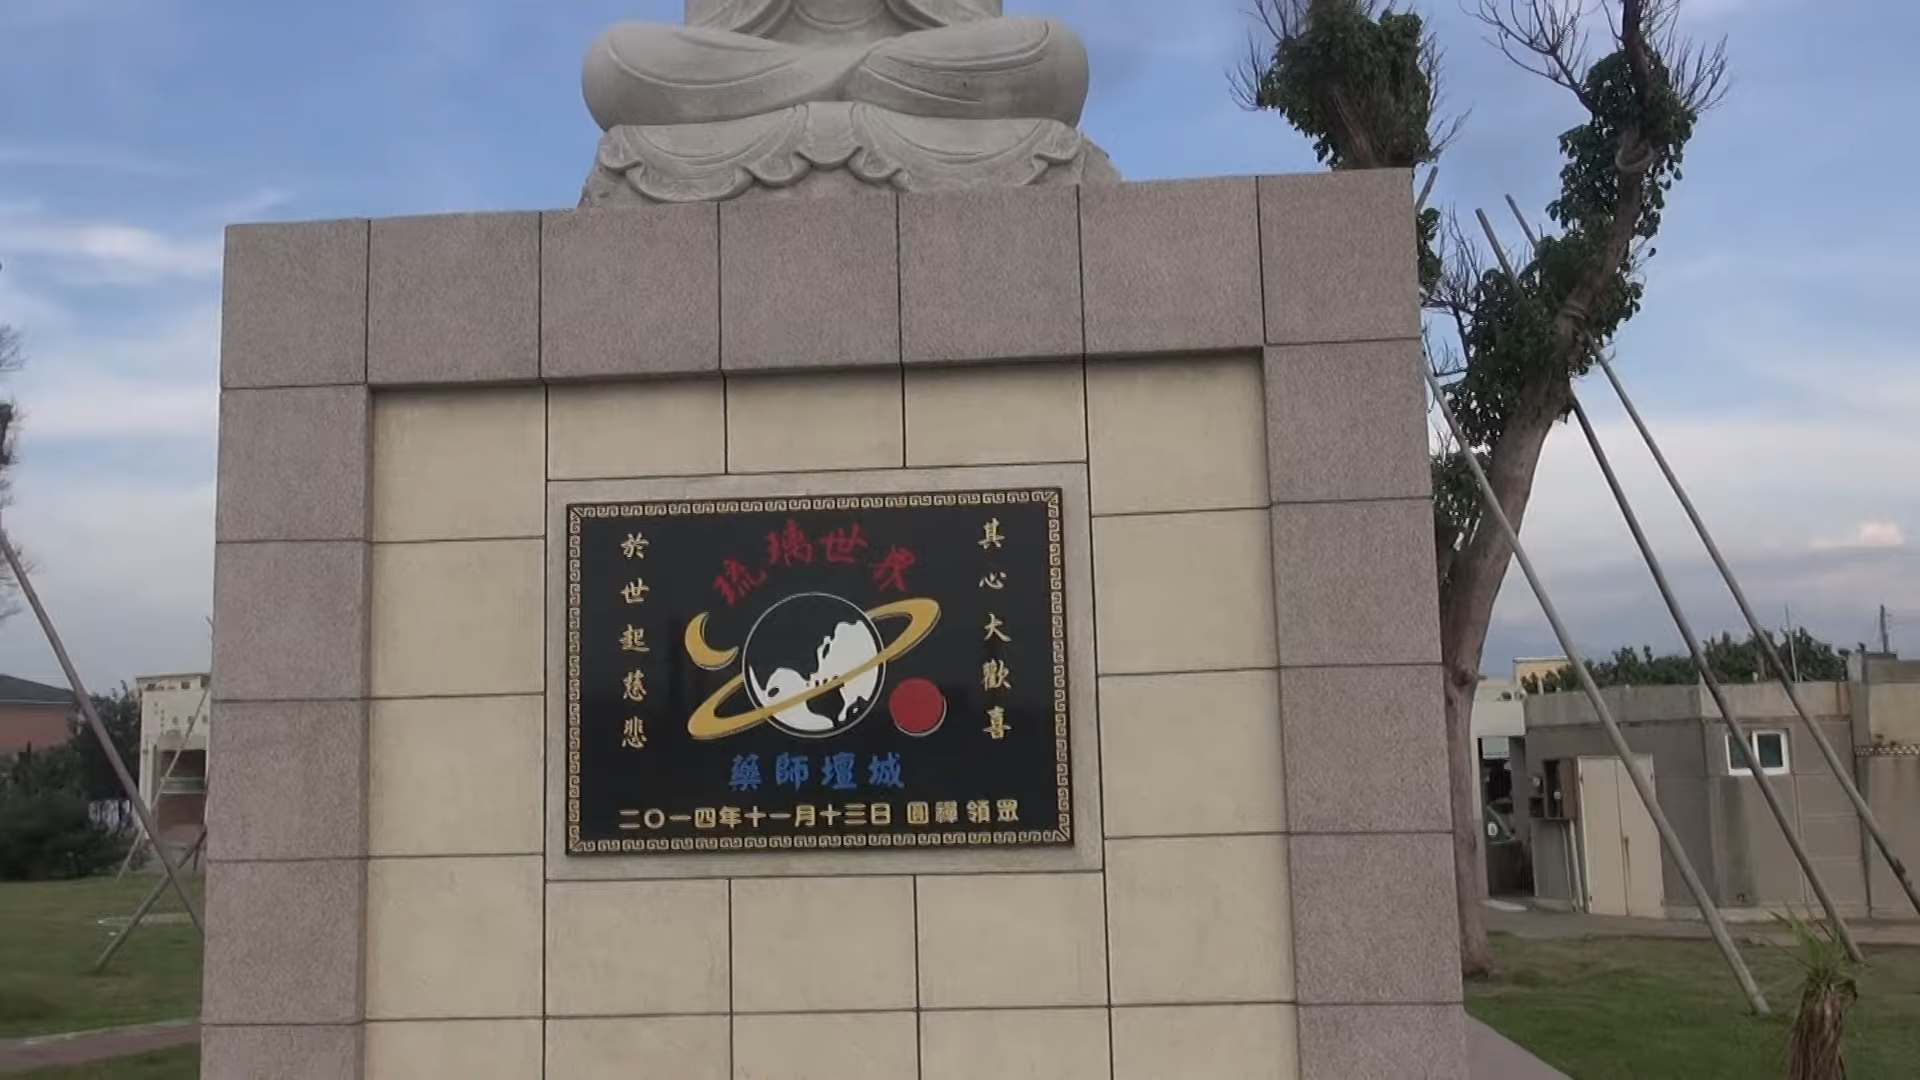 其心大歡喜
琉璃世界
於世起慈悲
藥師壇城
二〇一四年十一月十三日 圓禪領眾